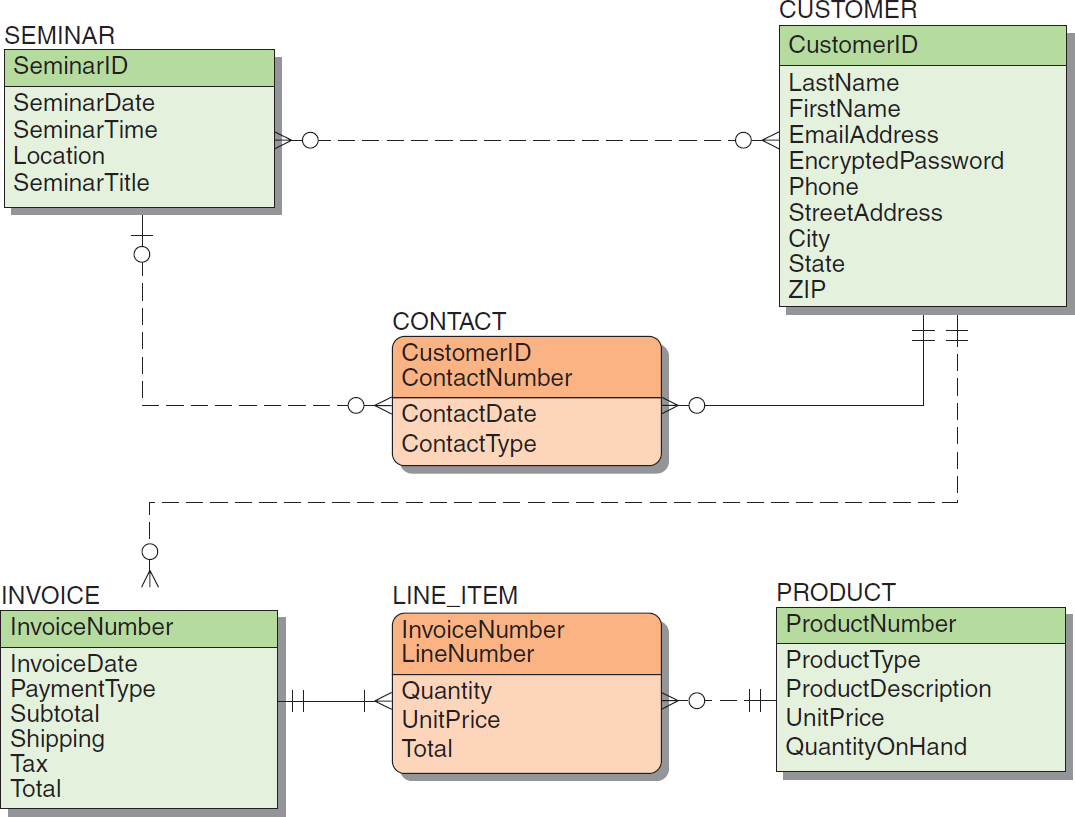 SEMINAR
SeminarID
SeminarDate
SeminarTime
Location
SeminarTitle
CUSTOMER
CustomerID
LastName
FirstName
EmailAddress
EncryptedPassword
Phone
StreetAddress
City
State
ZIP
CONTACT
CustomerID
ContactNumber
ContactDate
ContactType
INVOICE
InvoiceNumber
InvoiceDate
PaymentType
Subtotal
Shipping
Tax
Total
LINE_ITEM
InvoiceNumber
LineNumber
Quantity
UnitPrice
Total
PRODUCT
ProductNumber
ProductType
ProductDescription
UnitPrice
QuantityOnHand